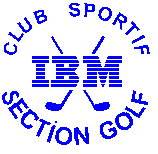 CLUB SPORTIF
IBM
SECTiON GOLF